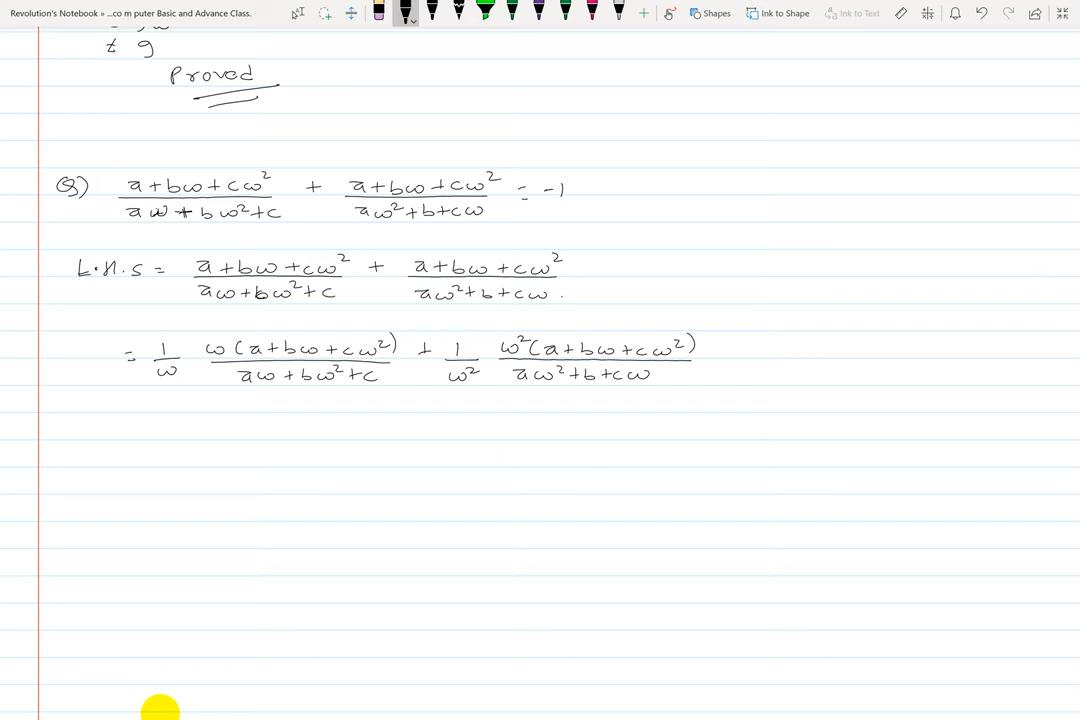 Revolution's Notebook » ...co m puter Basic and Advance Class.
Shapes
Ink to Shape
Ink to Text
t g
Proved
Q) (a+bω+cω²)/(aω+bω²+c) + (a+bω+cω²)/(aω²+b+cω) = -1
L.H.S = (a+bω+cω²)/(aω+bω²+c) + (a+bω+cω²)/(aω²+b+cω).
= 1/ω ω(a+bω+cω²)/(aω+bω²+c) + 1/ω² ω²(a+bω+cω²)/(aω²+b+cω)